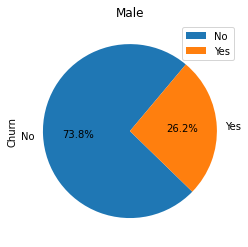 Male
No
Yes
Churn
No
73.8%
26.2%
Yes